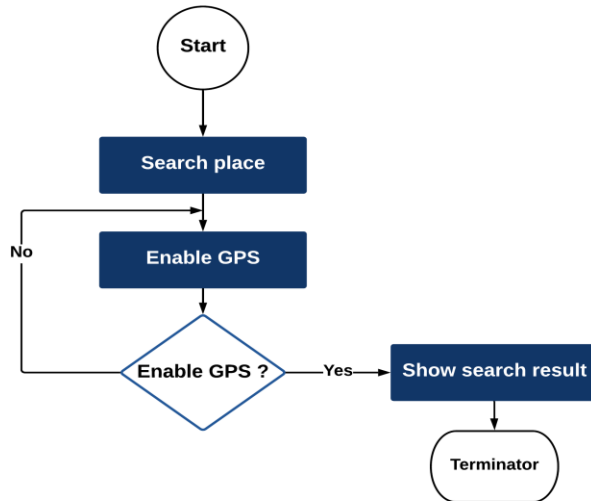 Start
Search place
No
Enable GPS
Enable GPS ?
Yes
Show search result
Terminator